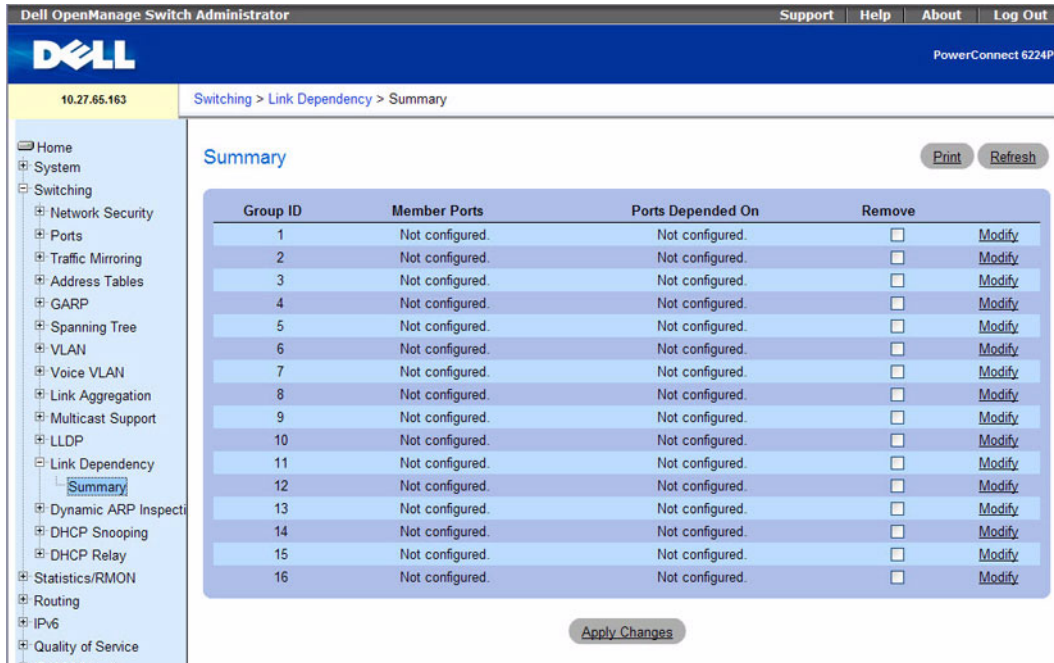 Dell OpenManage Switch Administrator
Support Help About Log Out
DELL
PowerConnect 6224P
10.27.65.163
Switching > Link Dependency > Summary
Home
System
Switching
Network Security
Ports
Traffic Mirroring
Address Tables
GARP
Spanning Tree
VLAN
Voice VLAN
Link Aggregation
Multicast Support
LLDP
Link Dependency
Summary
Dynamic ARP Inspecti
DHCP Snooping
DHCP Relay
Statistics/RMON
Routing
IPv6
Quality of Service
Summary
Print Refresh
Group ID Member Ports Ports Depended On Remove
1 Not configured. Not configured. Modify
2 Not configured. Not configured. Modify
3 Not configured. Not configured. Modify
4 Not configured. Not configured. Modify
5 Not configured. Not configured. Modify
6 Not configured. Not configured. Modify
7 Not configured. Not configured. Modify
8 Not configured. Not configured. Modify
9 Not configured. Not configured. Modify
10 Not configured. Not configured. Modify
11 Not configured. Not configured. Modify
12 Not configured. Not configured. Modify
13 Not configured. Not configured. Modify
14 Not configured. Not configured. Modify
15 Not configured. Not configured. Modify
16 Not configured. Not configured. Modify
Apply Changes